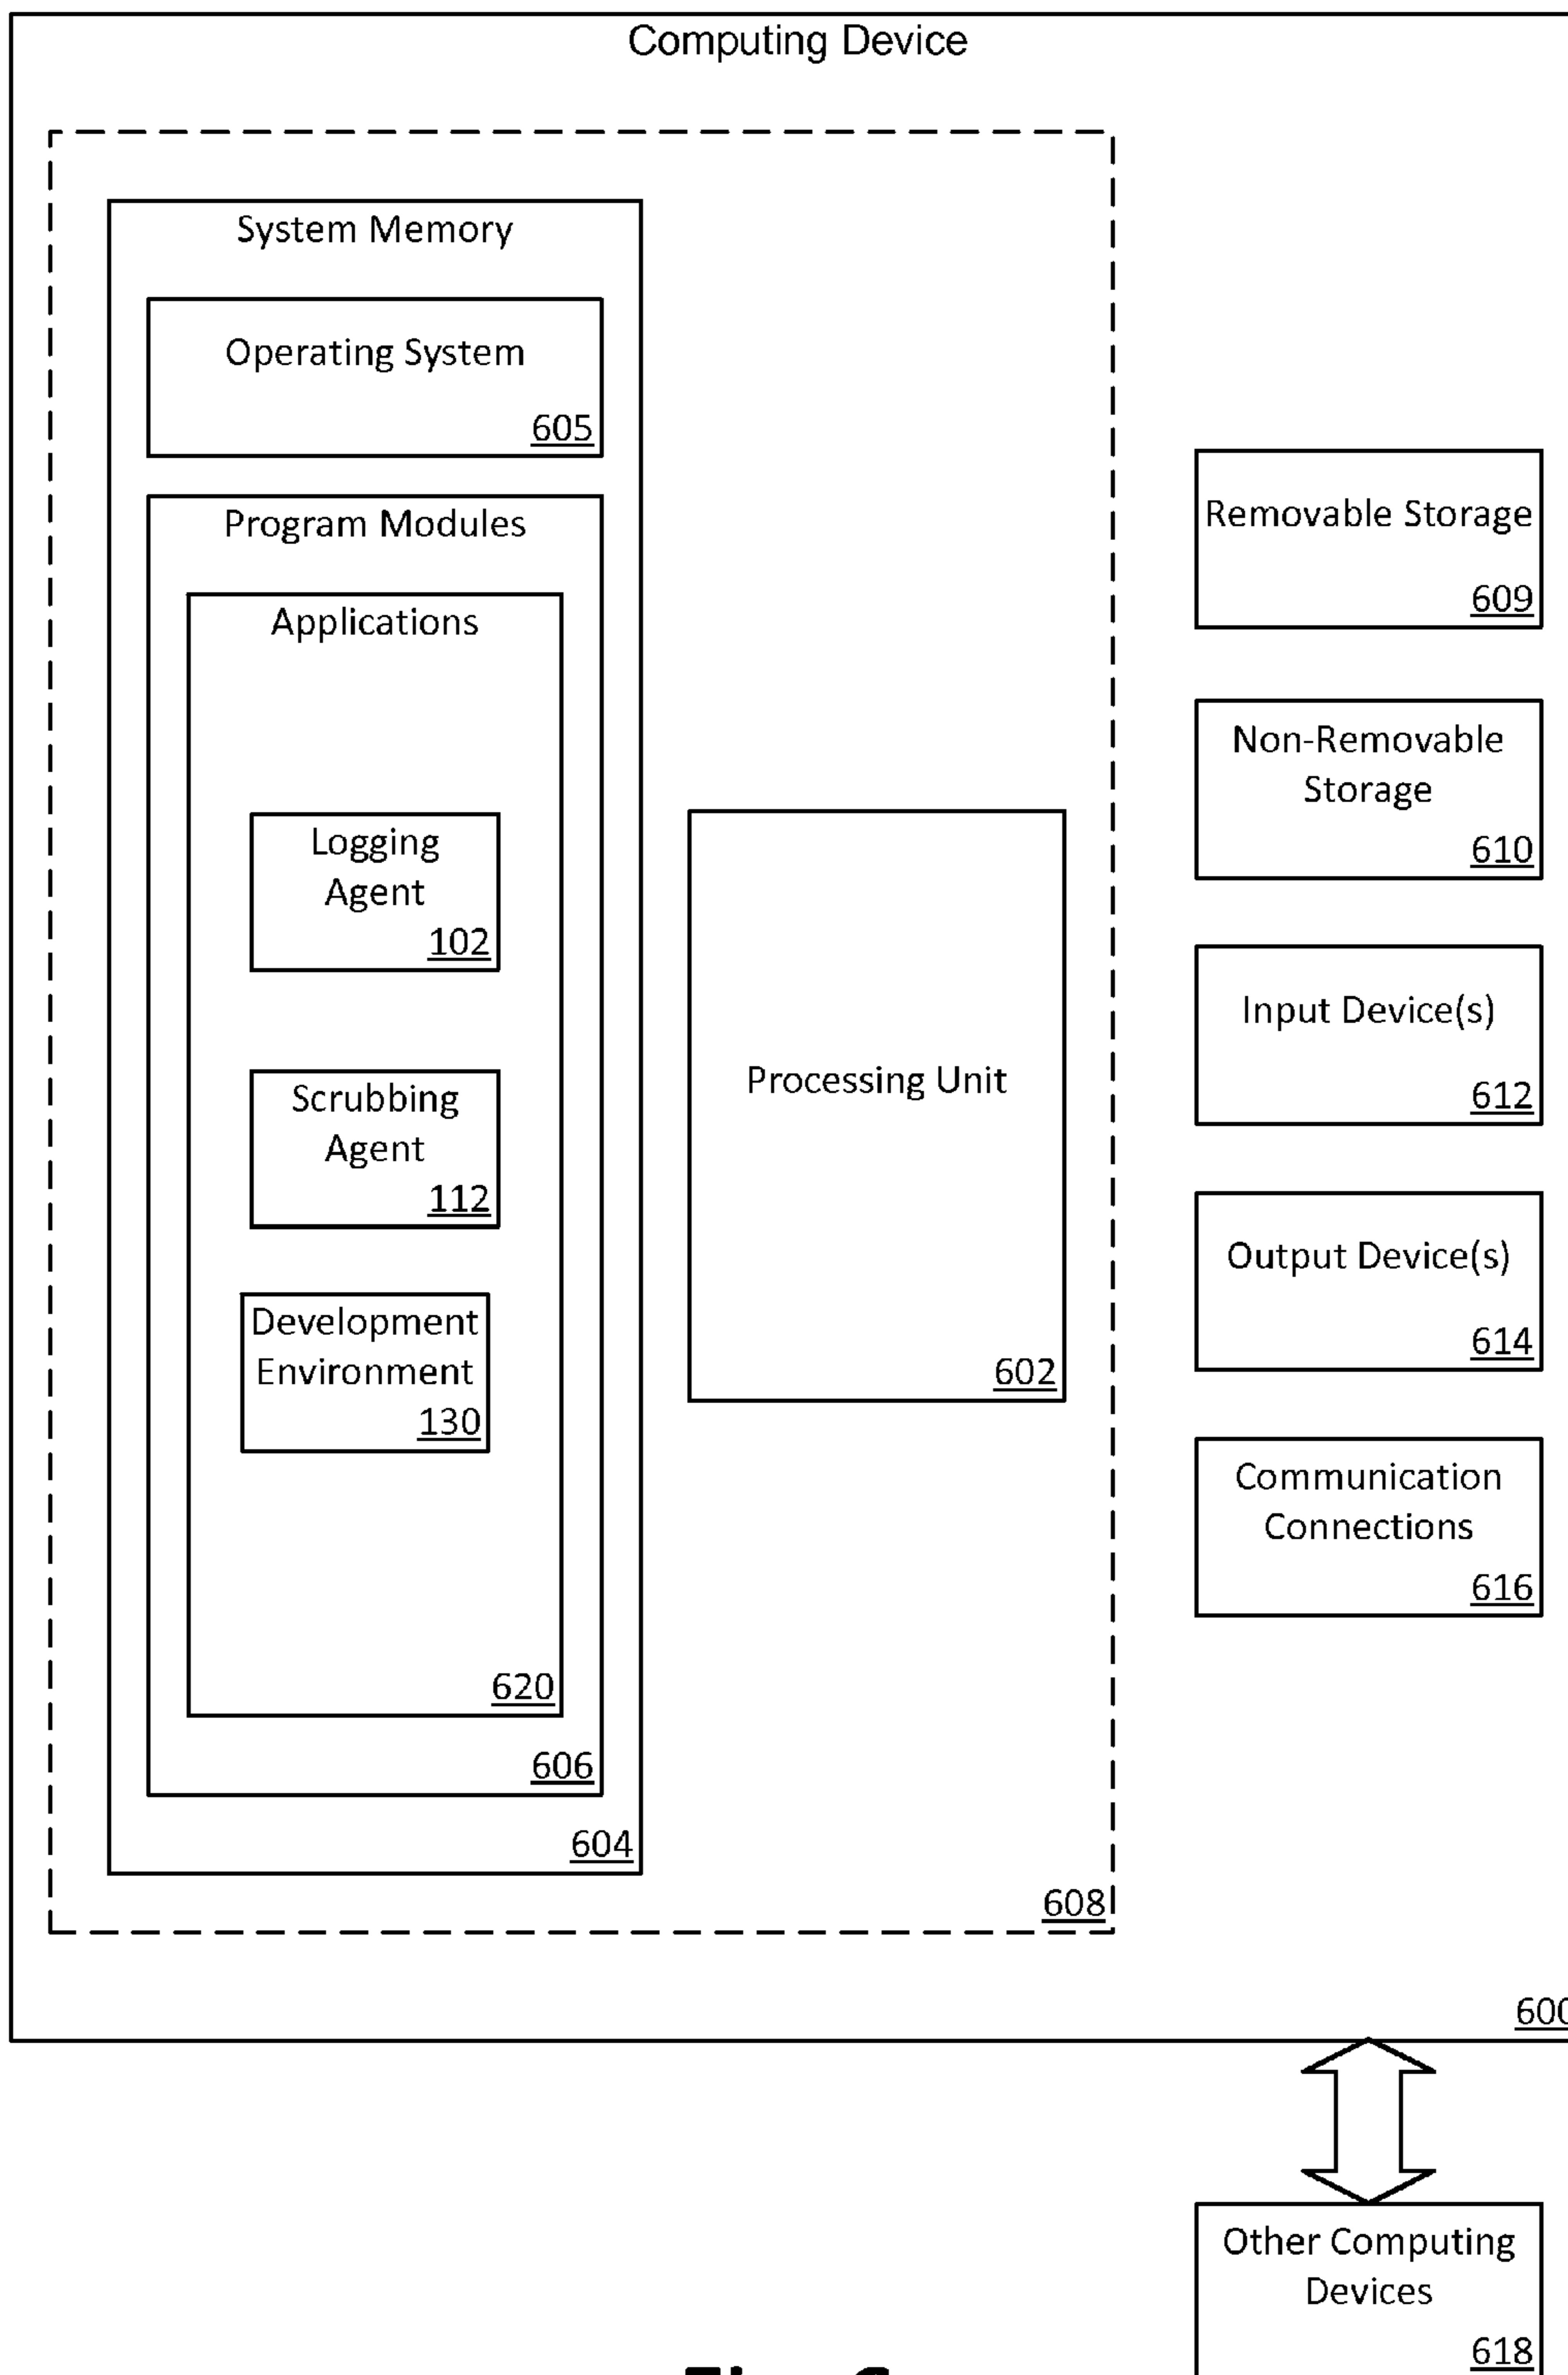 Computing Device
System Memory
Operating System
605
Program Modules
Applications
Logging
Agent
102
Scrubbing
Agent
112
Development
Environment
130
620
606
604
Processing Unit
602
608
Removable Storage
609
Non-Removable
Storage
610
Input Device(s)
612
Output Device(s)
614
Communication
Connections
616
600
Other Computing
Devices
618